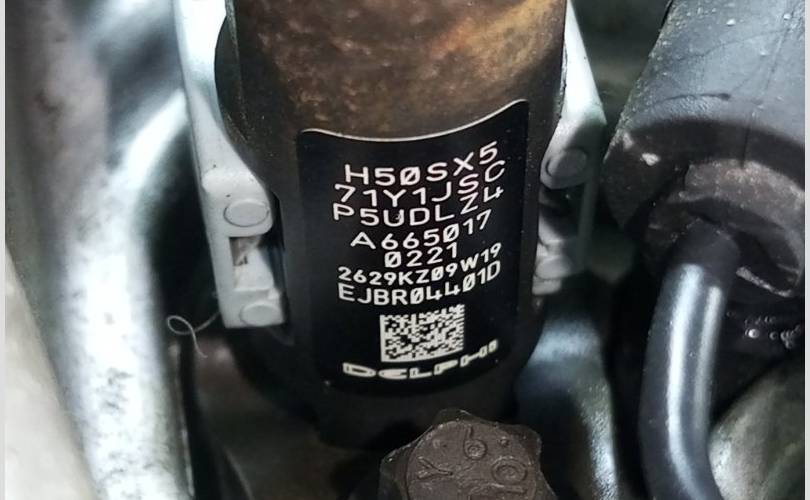 H50SX5
71Y1JSC
P5UDLZ4
A665017
0221
2629KZ09W19
EJBR04401D
DELPHI